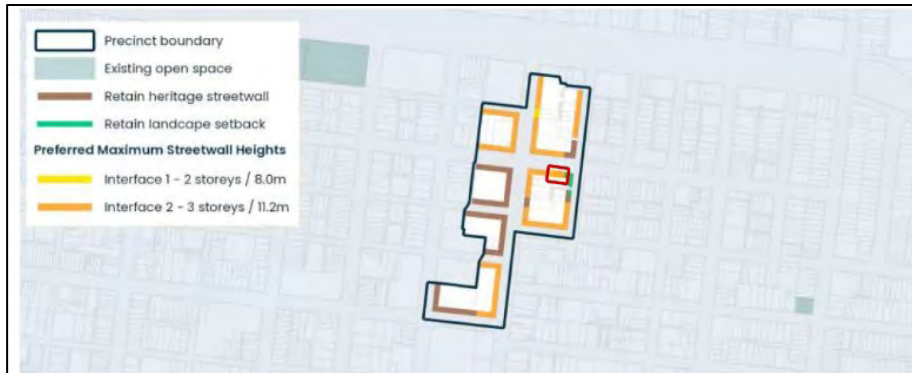 Precinct boundary
Existing open space
Retain heritage streetwall
Retain landscape setback
Preferred Maximum Streetwall Heights
Interface 1 - 2 storeys / 8.0m
Interface 2 - 3 storeys / 11.2m